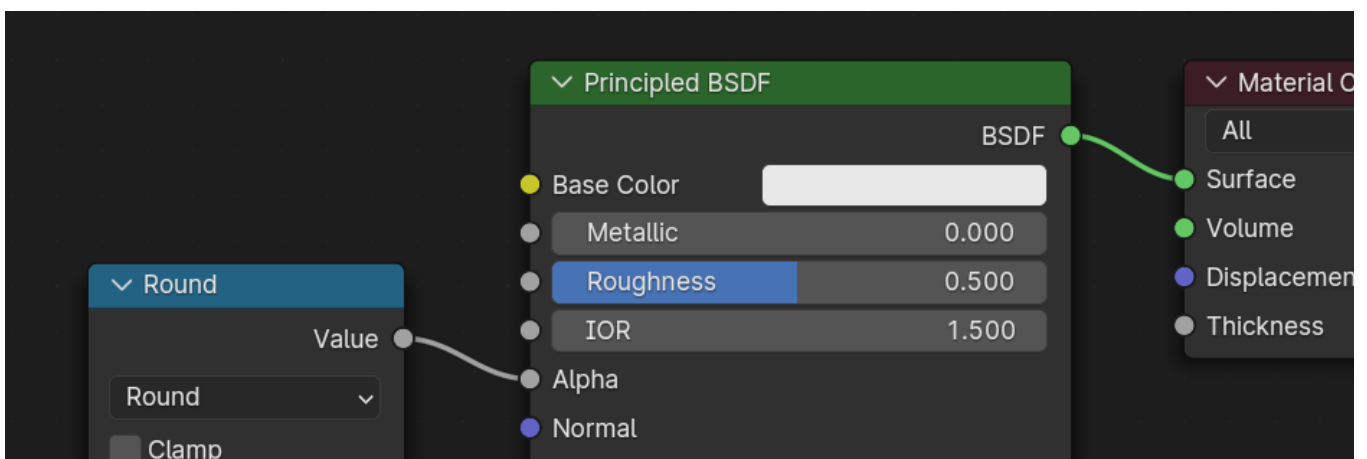 Principled BSDF
BSDF
Base Color
Metallic 0.000
Roughness 0.500
IOR 1.500
Alpha
Normal
Round
Value
Round
Clamp
Material O
All
Surface
Volume
Displacemen
Thickness